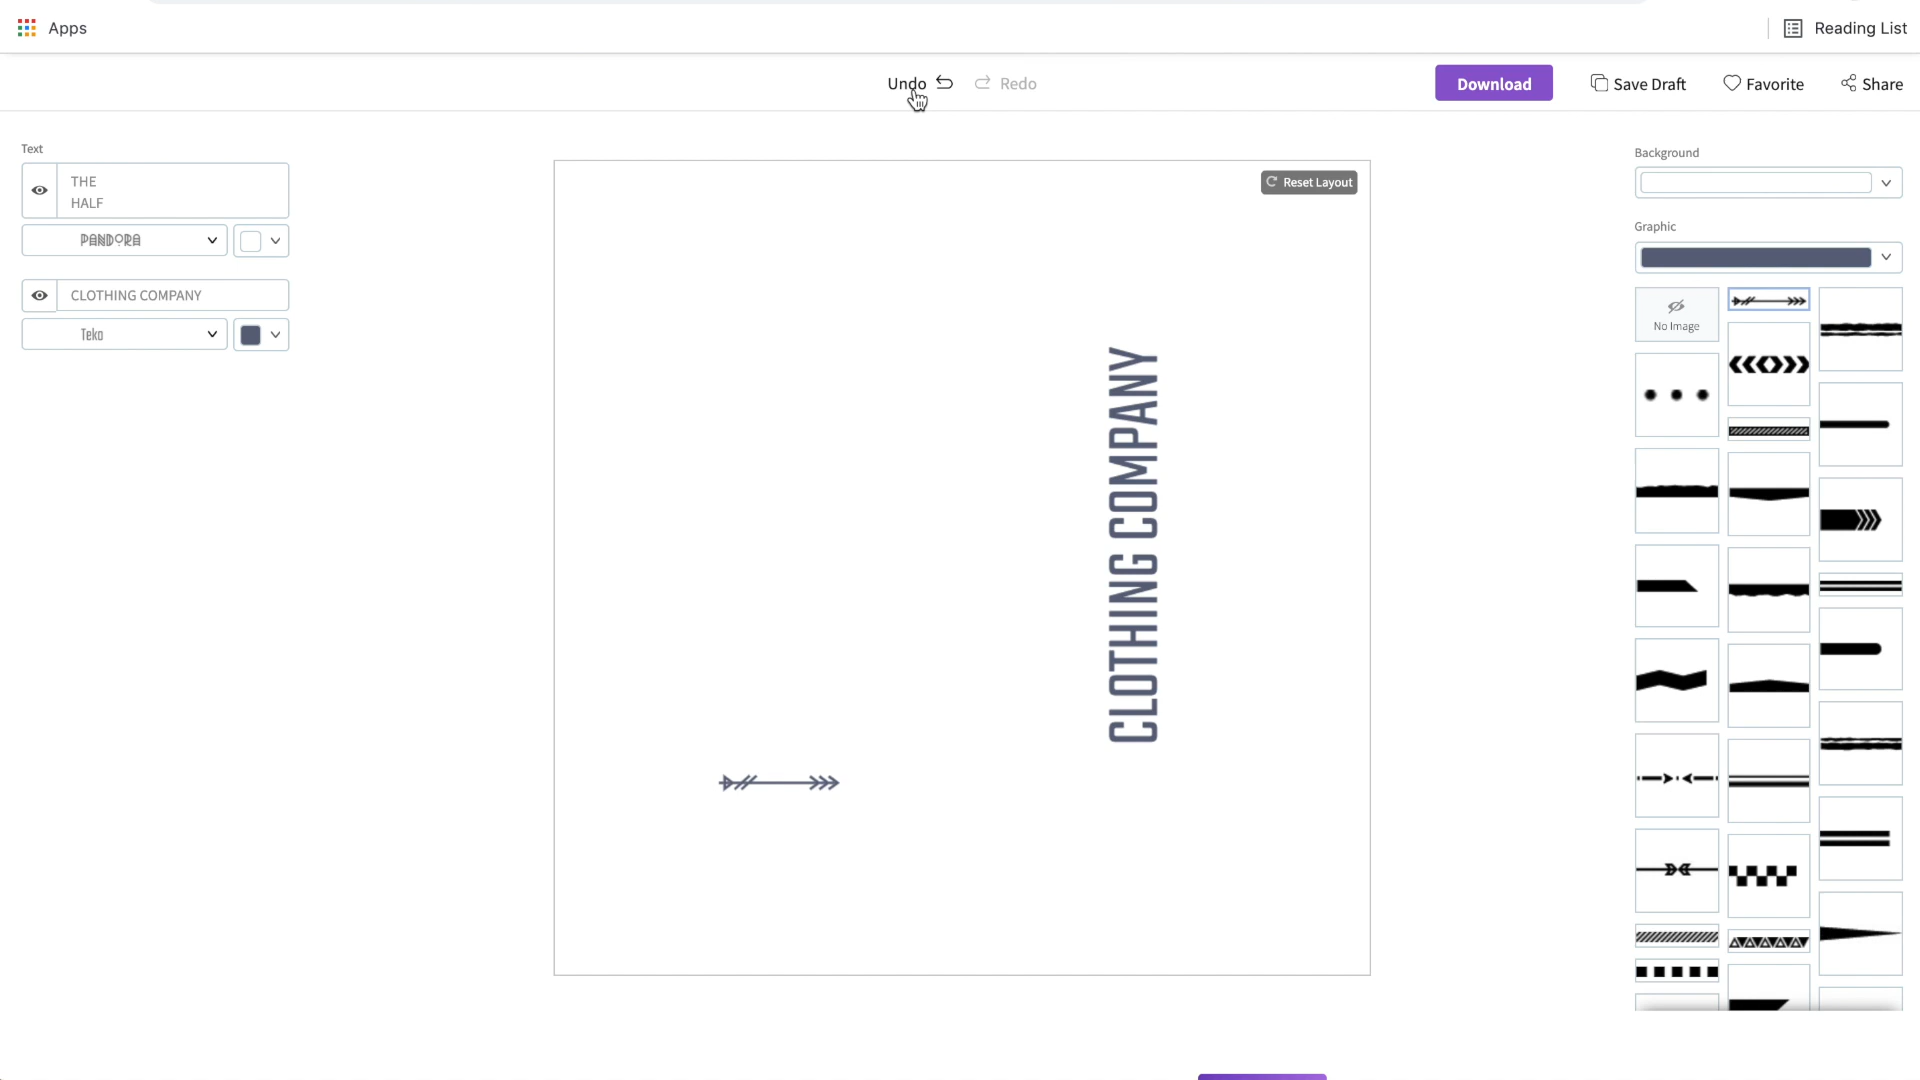 Apps
Reading List
Undo
Redo
Download
Save Draft
Favorite
Share
Text
THE
HALF
PANDORA
CLOTHING COMPANY
Teko
Reset Layout
CLOTHING COMPANY
Background
Graphic
No Image